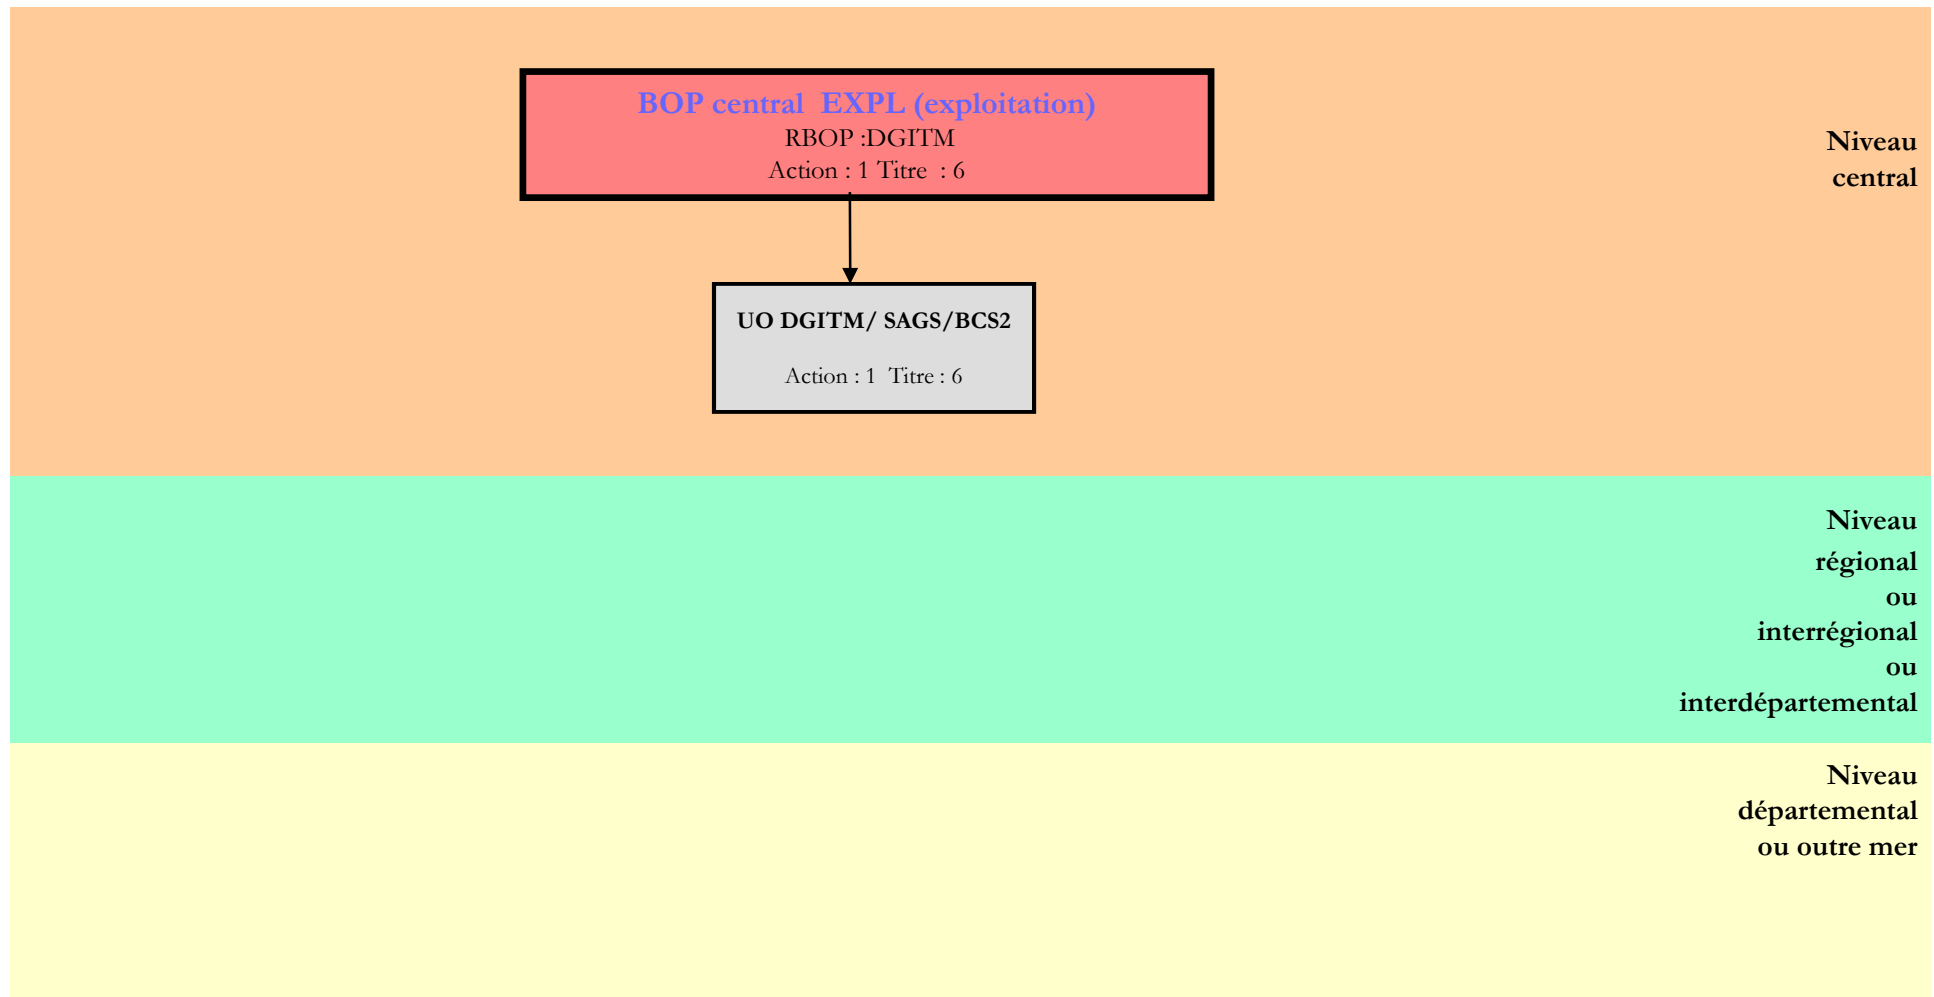 BOP central  EXPL (exploitation)
RBOP :DGITM
Action : 1 Titre  : 6
Niveau
central
UO DGITM/ SAGS/BCS2
Action : 1  Titre : 6
Niveau
régional
ou
interrégional
ou
interdépartemental
Niveau
départemental
ou outre mer